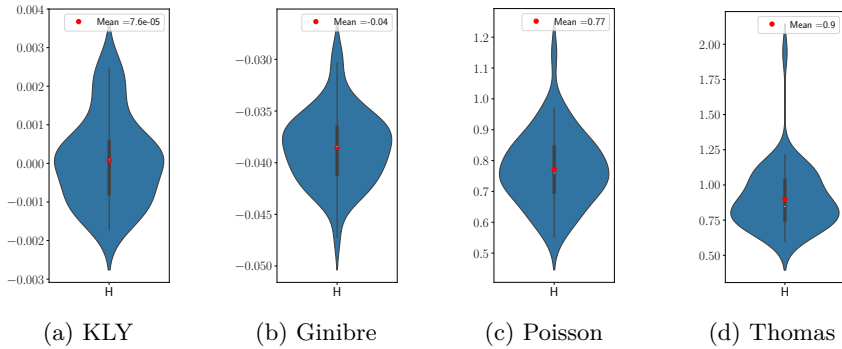 0.004
0.003
0.002
0.001
0.000
−0.001
−0.002
−0.003
Mean =7.6e-05
H
(a) KLY
−0.030
−0.035
−0.040
−0.045
−0.050
Mean =-0.04
H
(b) Ginibre
1.2
1.1
1.0
0.9
0.8
0.7
0.6
0.5
Mean =0.77
H
(c) Poisson
2.00
1.75
1.50
1.25
1.00
0.75
0.50
Mean =0.9
H
(d) Thomas